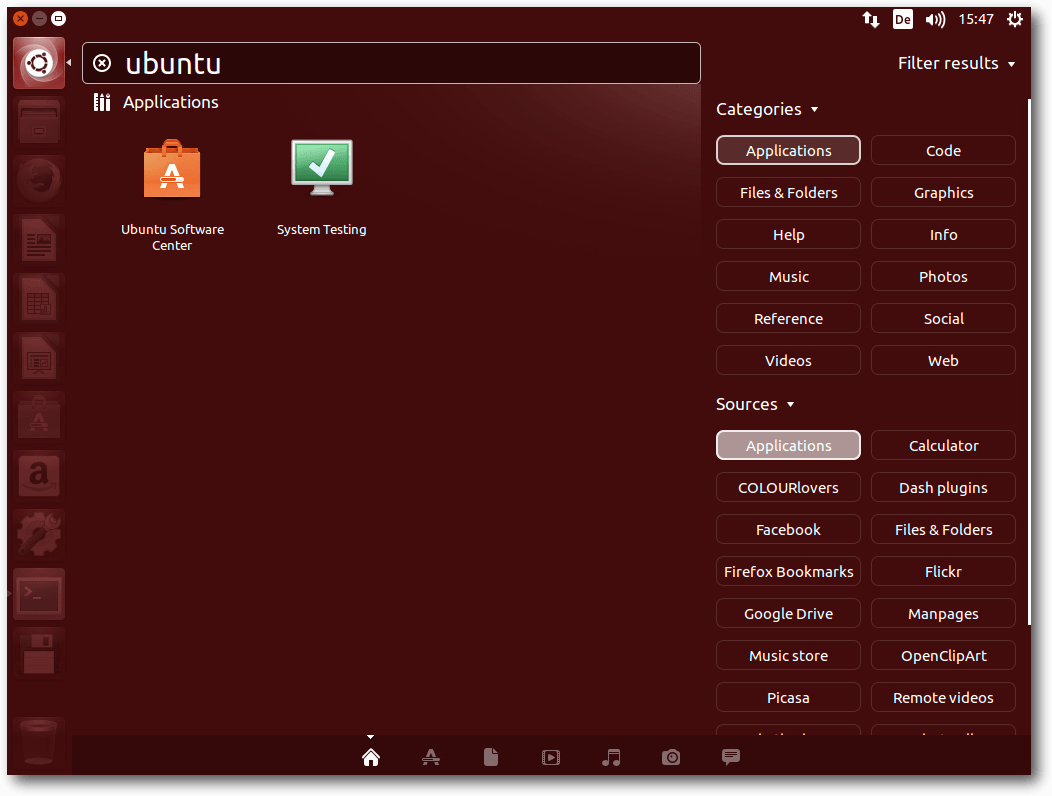 De
15:47
ubuntu
Filter results
Applications
Ubuntu Software
Center
System Testing
Categories
Applications
Code
Files & Folders
Graphics
Help
Info
Music
Photos
Reference
Social
Videos
Web
Sources
Applications
Calculator
COLOURlovers
Dash plugins
Facebook
Files & Folders
Firefox Bookmarks
Flickr
Google Drive
Manpages
Music store
OpenClipArt
Picasa
Remote videos